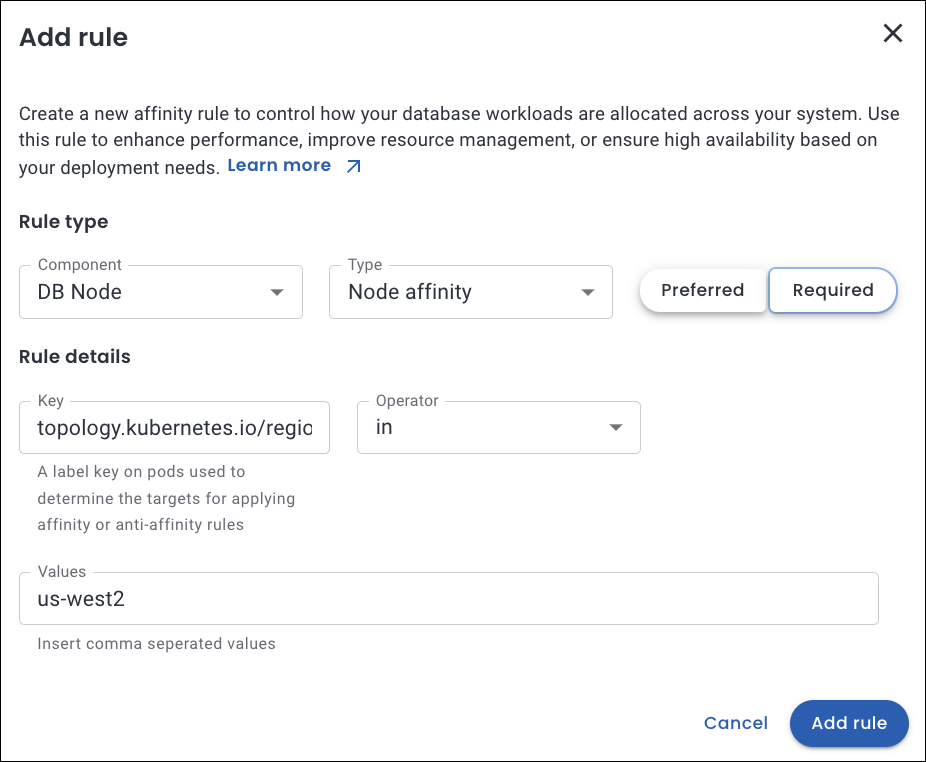 Add rule
Create a new affinity rule to control how your database workloads are allocated across your system. Use
this rule to enhance performance, improve resource management, or ensure high availability based on
your deployment needs. Learn more
Rule type
Component
DB Node
Type
Node affinity
Preferred
Required
Rule details
Key
topology.kubernetes.io/regio
Operator
in
A label key on pods used to
determine the targets for applying
affinity or anti-affinity rules
Values
us-west2
Insert comma seperated values
Cancel
Add rule